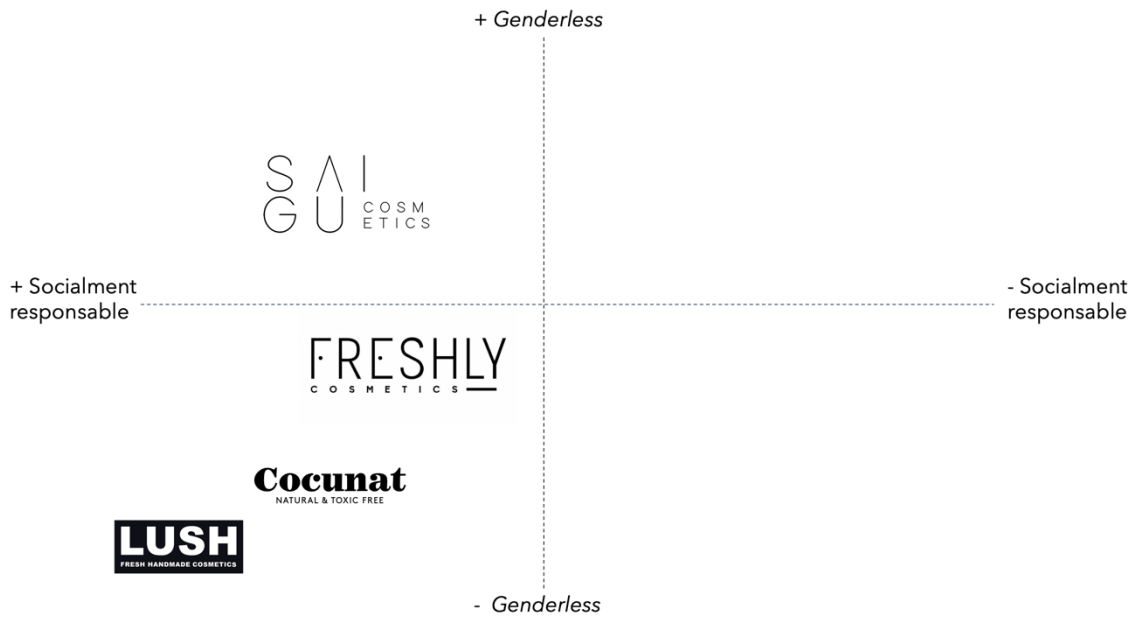 + Genderless
S A I
GU COSM
ETICS
+ Socialment
responsable
- Socialment
responsable
FRESHLY
COSMETICS
Cocunat
NATURAL & TOXIC FREE
LUSH
FRESH HANDMADE COSMETICS
- Genderless